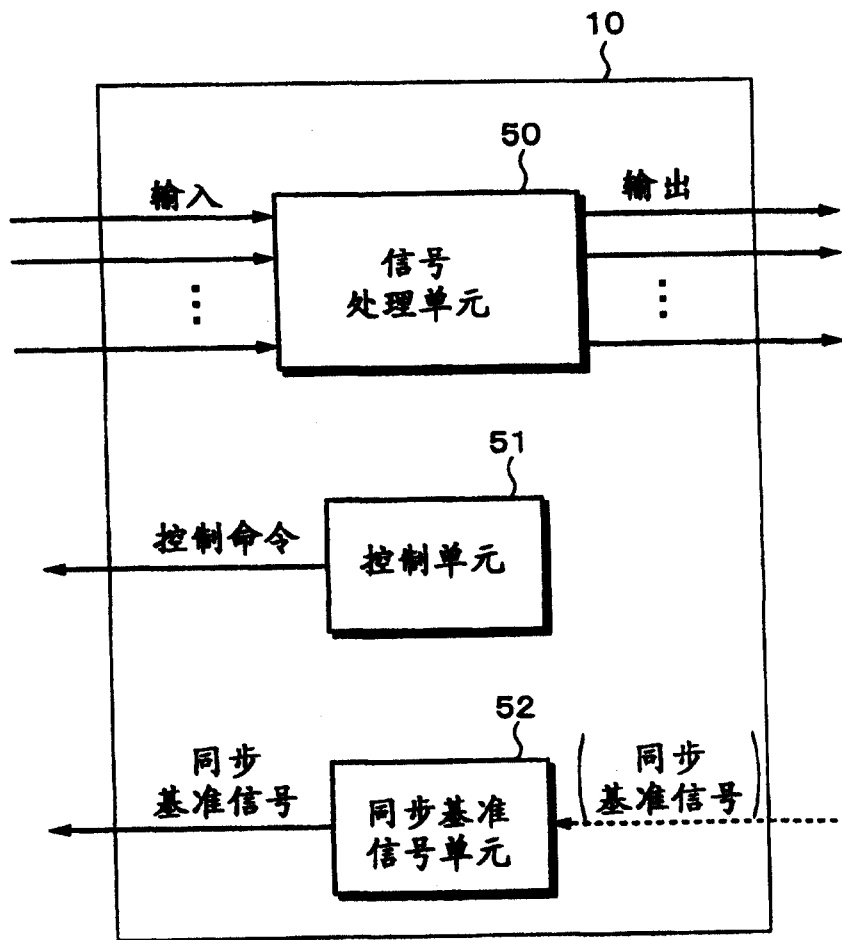 10
50
输入
输出
信号
处理单元
51
控制命令
控制单元
52
同步
基准信号
同步基准
信号单元
(同步
基准信号)